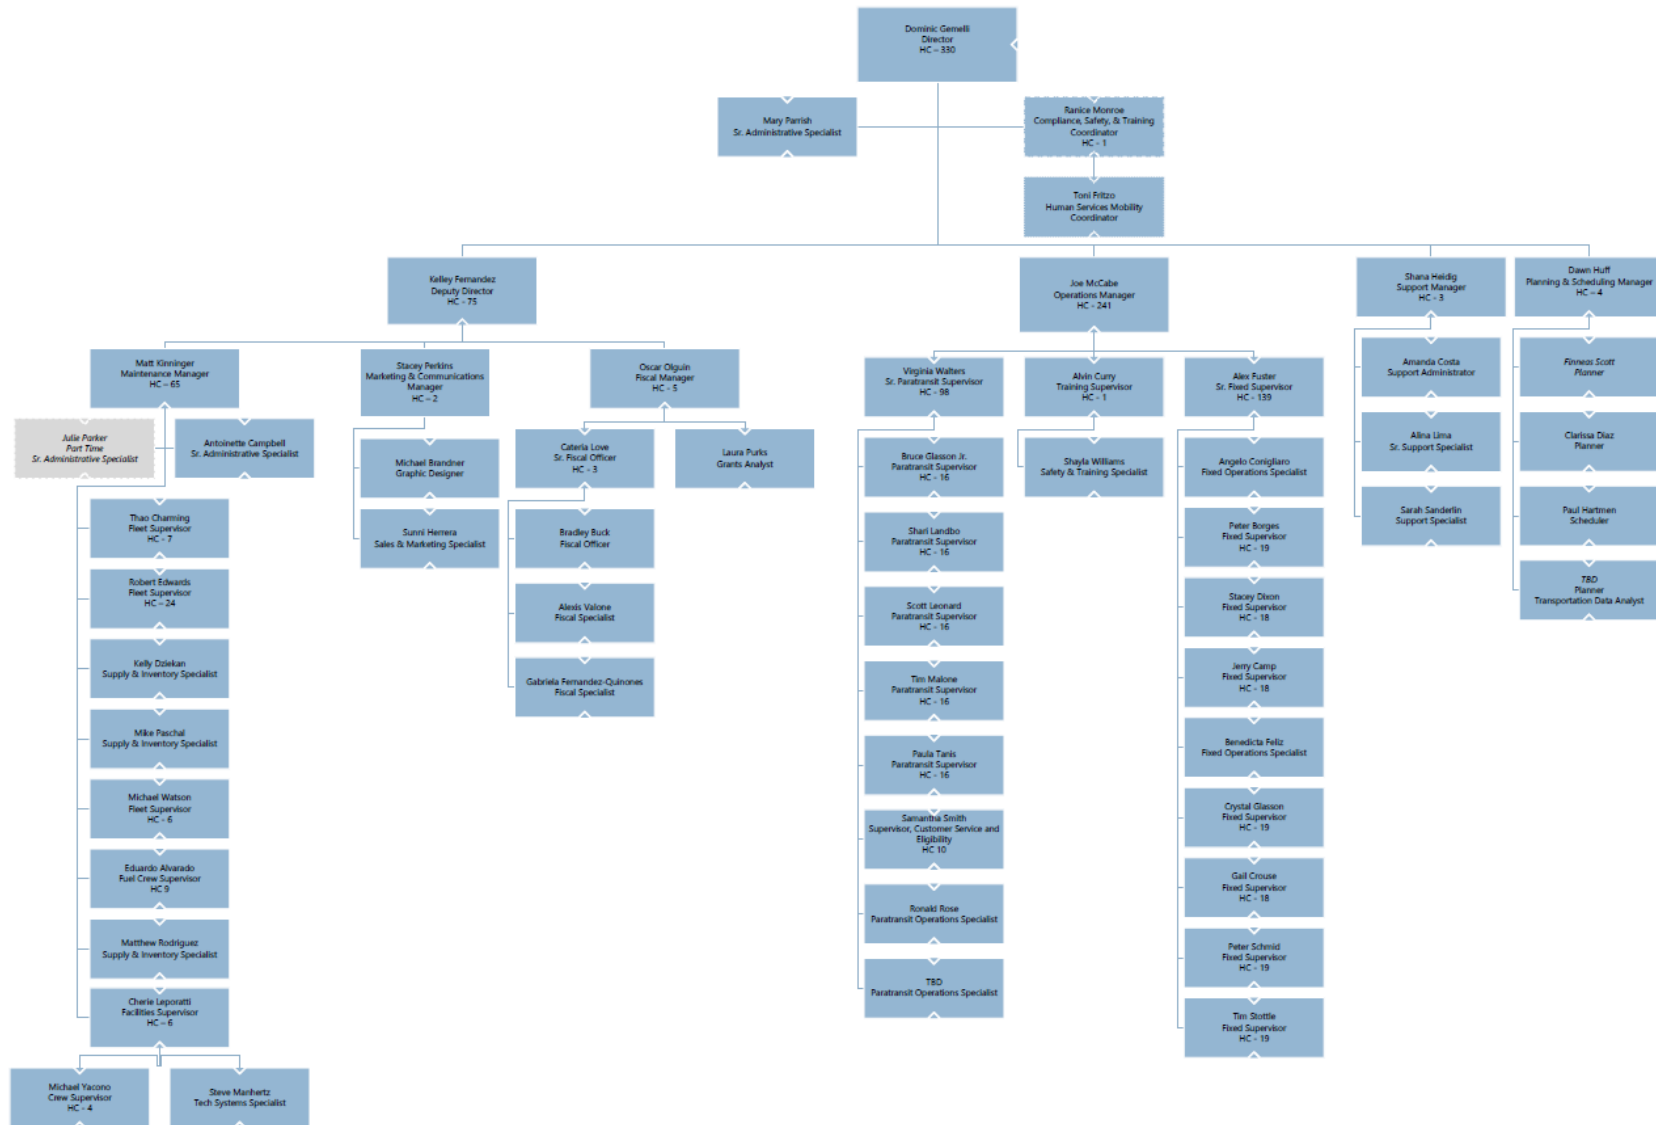 Dominic Gemelli
Director
HC – 330
Mary Parrish
Sr. Administrative Specialist
Ranice Monroe
Compliance, Safety, & Training
Coordinator
HC - 1
Toni Fritzo
Human Services Mobility
Coordinator
Kelley Fernandez
Deputy Director
HC - 75
Joe McCabe
Operations Manager
HC - 241
Shana Heidig
Support Manager
HC - 3
Dawn Huff
Planning & Scheduling Manager
HC – 4
Matt Kinninger
Maintenance Manager
HC – 65
Stacey Perkins
Marketing & Communications
Manager
HC – 2
Oscar Olguin
Fiscal Manager
HC - 5
Virginia Walters
Sr. Paratransit Supervisor
HC - 98
Alvin Curry
Training Supervisor
HC - 1
Alex Fuster
Sr. Fixed Supervisor
HC - 139
Amanda Costa
Support Administrator
Finneas Scott
Planner
Julie Parker
Part Time
Sr. Administrative Specialist
Antoinette Campbell
Sr. Administrative Specialist
Michael Brandner
Graphic Designer
Sunni Herrera
Sales & Marketing Specialist
Cateria Love
Sr. Fiscal Officer
HC - 3
Laura Purks
Grants Analyst
Bradley Buck
Fiscal Officer
Alexis Valone
Fiscal Specialist
Gabriela Fernandez-Quinones
Fiscal Specialist
Thao Charming
Fleet Supervisor
HC - 7
Robert Edwards
Fleet Supervisor
HC – 24
Kelly Dziekan
Supply & Inventory Specialist
Mike Paschal
Supply & Inventory Specialist
Michael Watson
Fleet Supervisor
HC - 6
Eduardo Alvarado
Fuel Crew Supervisor
HC 9
Matthew Rodriguez
Supply & Inventory Specialist
Cherie Leporatti
Facilities Supervisor
HC – 6
Michael Yacono
Crew Supervisor
HC - 4
Steve Manhertz
Tech Systems Specialist
Bruce Glasson Jr.
Paratransit Supervisor
HC - 16
Shari Landbo
Paratransit Supervisor
HC - 16
Scott Leonard
Paratransit Supervisor
HC - 16
Tim Malone
Paratransit Supervisor
HC - 16
Paula Tanis
Paratransit Supervisor
HC - 16
Samantha Smith
Supervisor, Customer Service and
Eligibility
HC 10
Ronald Rose
Paratransit Operations Specialist
TBD
Paratransit Operations Specialist
Shayla Williams
Safety & Training Specialist
Angelo Conigliaro
Fixed Operations Specialist
Peter Borges
Fixed Supervisor
HC - 19
Stacey Dixon
Fixed Supervisor
HC - 18
Jerry Camp
Fixed Supervisor
HC - 18
Benedicta Feliz
Fixed Operations Specialist
Crystal Glasson
Fixed Supervisor
HC - 19
Gail Crouse
Fixed Supervisor
HC - 18
Peter Schmid
Fixed Supervisor
HC - 19
Tim Stottle
Fixed Supervisor
HC - 19
Alina Lima
Sr. Support Specialist
Sarah Sanderlin
Support Specialist
Clarissa Diaz
Planner
Paul Hartmen
Scheduler
TBD
Planner
Transportation Data Analyst